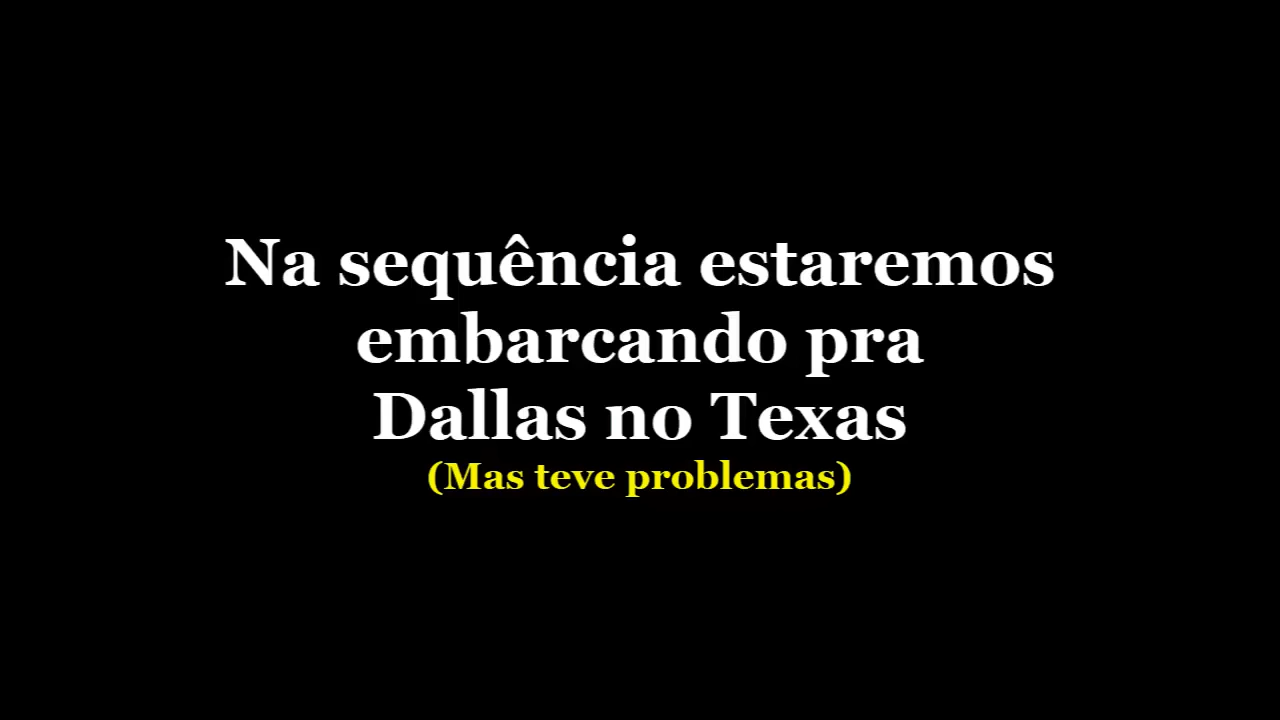 Na sequência estaremos
embarcando pra
Dallas no Texas
(Mas teve problemas)